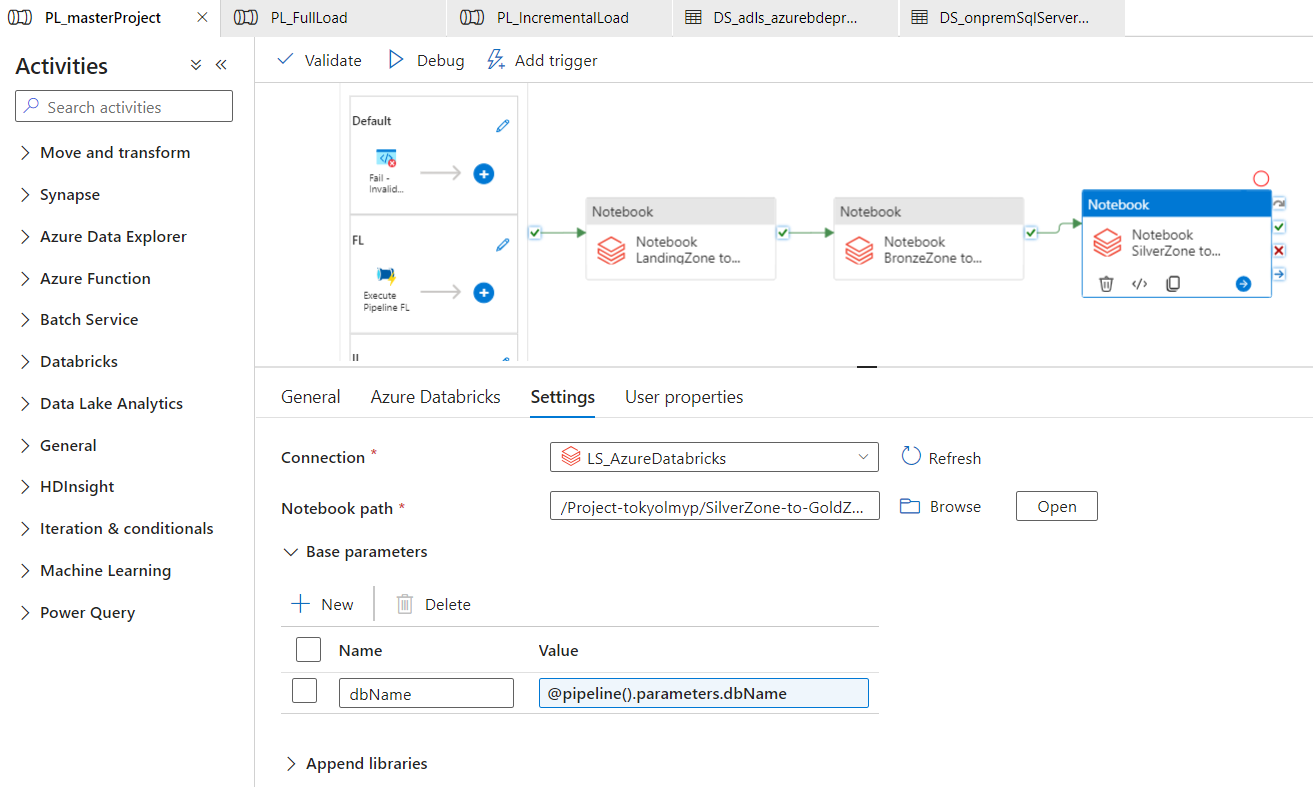 PL_masterProject
PL_FullLoad
PL_IncrementalLoad
DS_adls_azurebdepr...
DS_onpremSqlServer...
Activities
Search activities
Move and transform
Synapse
Azure Data Explorer
Azure Function
Batch Service
Databricks
Data Lake Analytics
General
HDInsight
Iteration & conditionals
Machine Learning
Power Query
Validate
Debug
Add trigger
Default
Fail -
Invalid...
FL
Execute
Pipeline FL
Notebook
Notebook
LandingZone to...
Notebook
Notebook
BronzeZone to...
Notebook
Notebook
SilverZone to...
General
Azure Databricks
Settings
User properties
Connection *
LS_AzureDatabricks
Refresh
Notebook path *
/Project-tokyolmyp/SilverZone-to-GoldZ...
Browse
Open
Base parameters
New
Delete
Name
Value
dbName
@pipeline().parameters.dbName
Append libraries